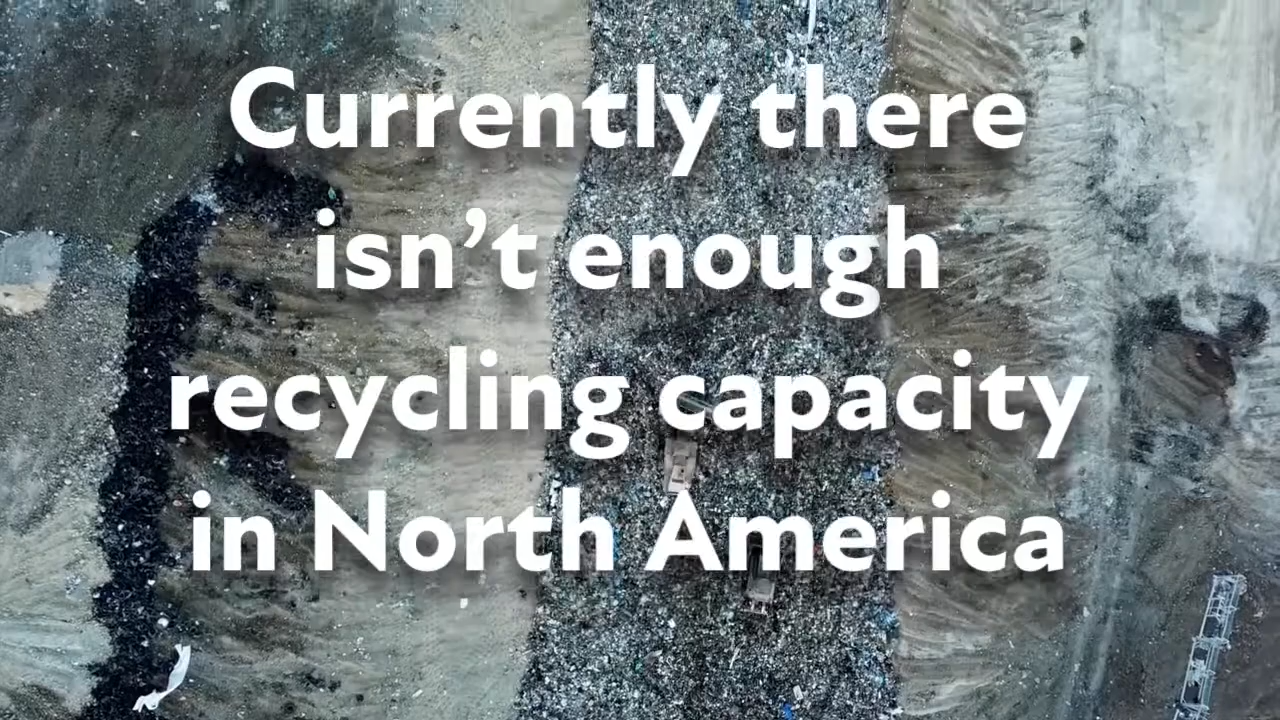 Currently there
isn’t enough
recycling capacity
in North America